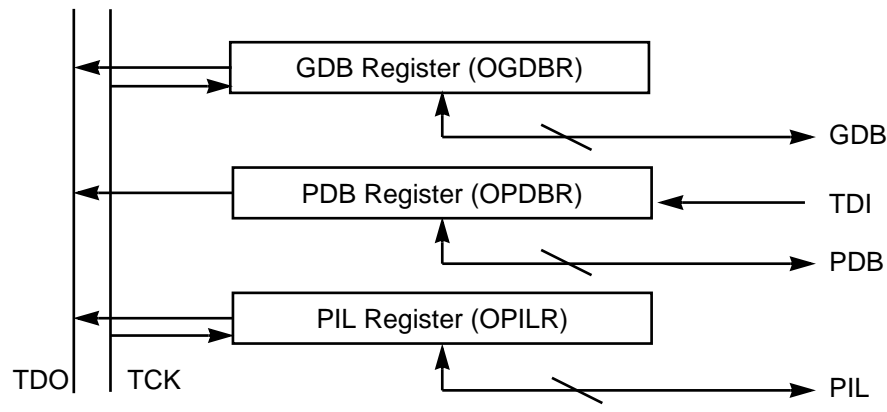 GDB Register (OGDBR)
GDB
PDB Register (OPDBR)
TDI
PDB
PIL Register (OPILR)
TDO
TCK
PIL